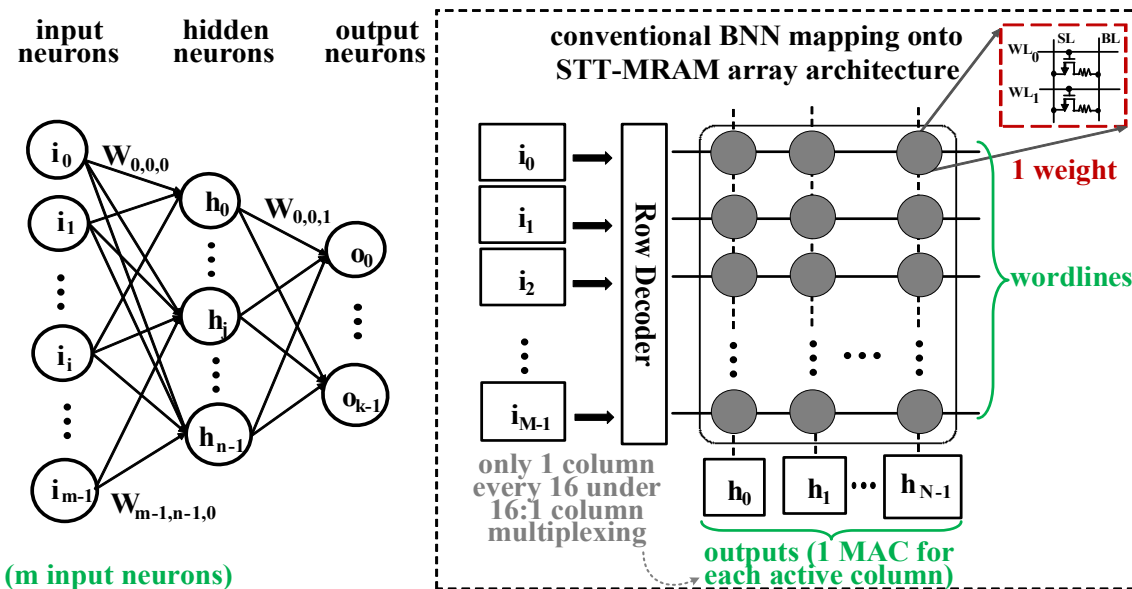 input
neurons
hidden
neurons
output
neurons
i0
i1
ii
im-1
W0,0,0
h0
hj
hn-1
W0,0,1
o0
ok-1
Wm-1,n-1,0
(m input neurons)
conventional BNN mapping onto
STT-MRAM array architecture
SL
BL
WL0
WL1
1 weight
i0
i1
i2
iM-1
Row Decoder
wordlines
only 1 column
every 16 under
16:1 column
multiplexing
h0
h1
hN-1
outputs (1 MAC for
each active column)